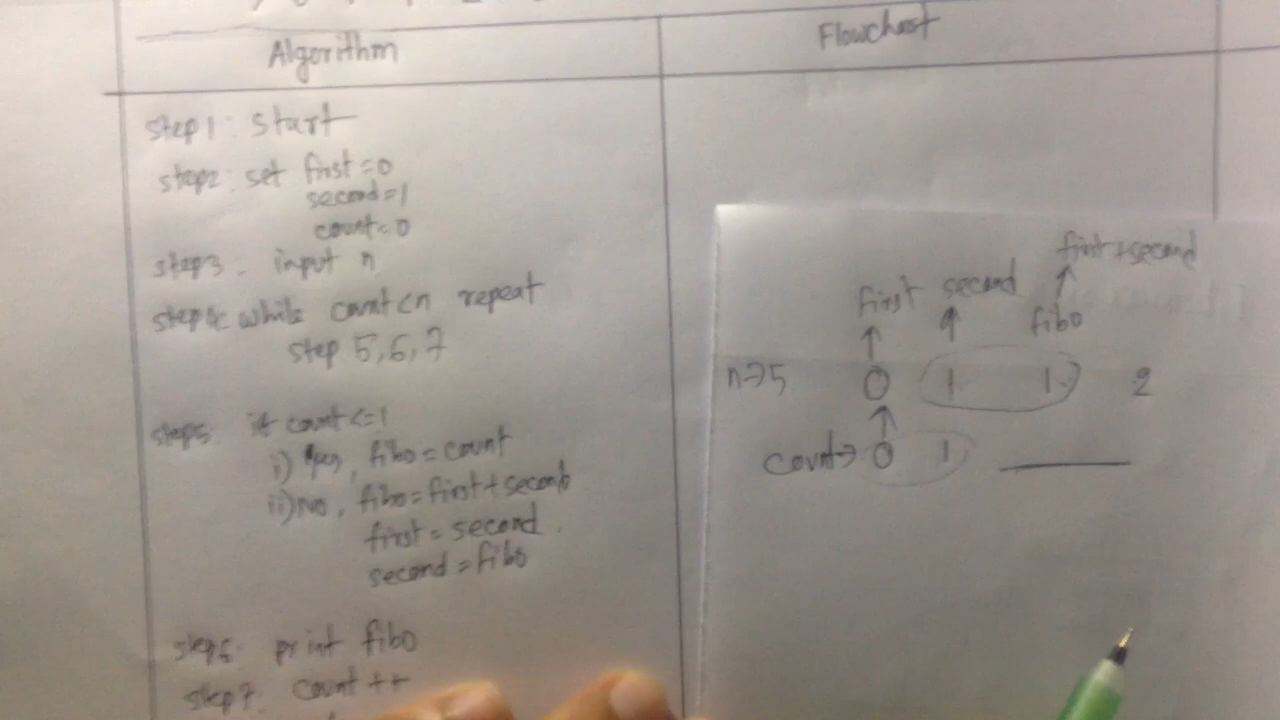 Algorithm
Flowchart
step1: start
step2: set first=0
second=1
count=0
step3: input n
step4: while count<n repeat
step 5,6,7
step5 if count<=1
i) Yes, fibo=count
ii) No, fibo=first+second
first=second.
second=fibo
step6: print fibo
step7: count++
first+second
first second
fibo
n→5 0 1 1 2
count→ 0 1